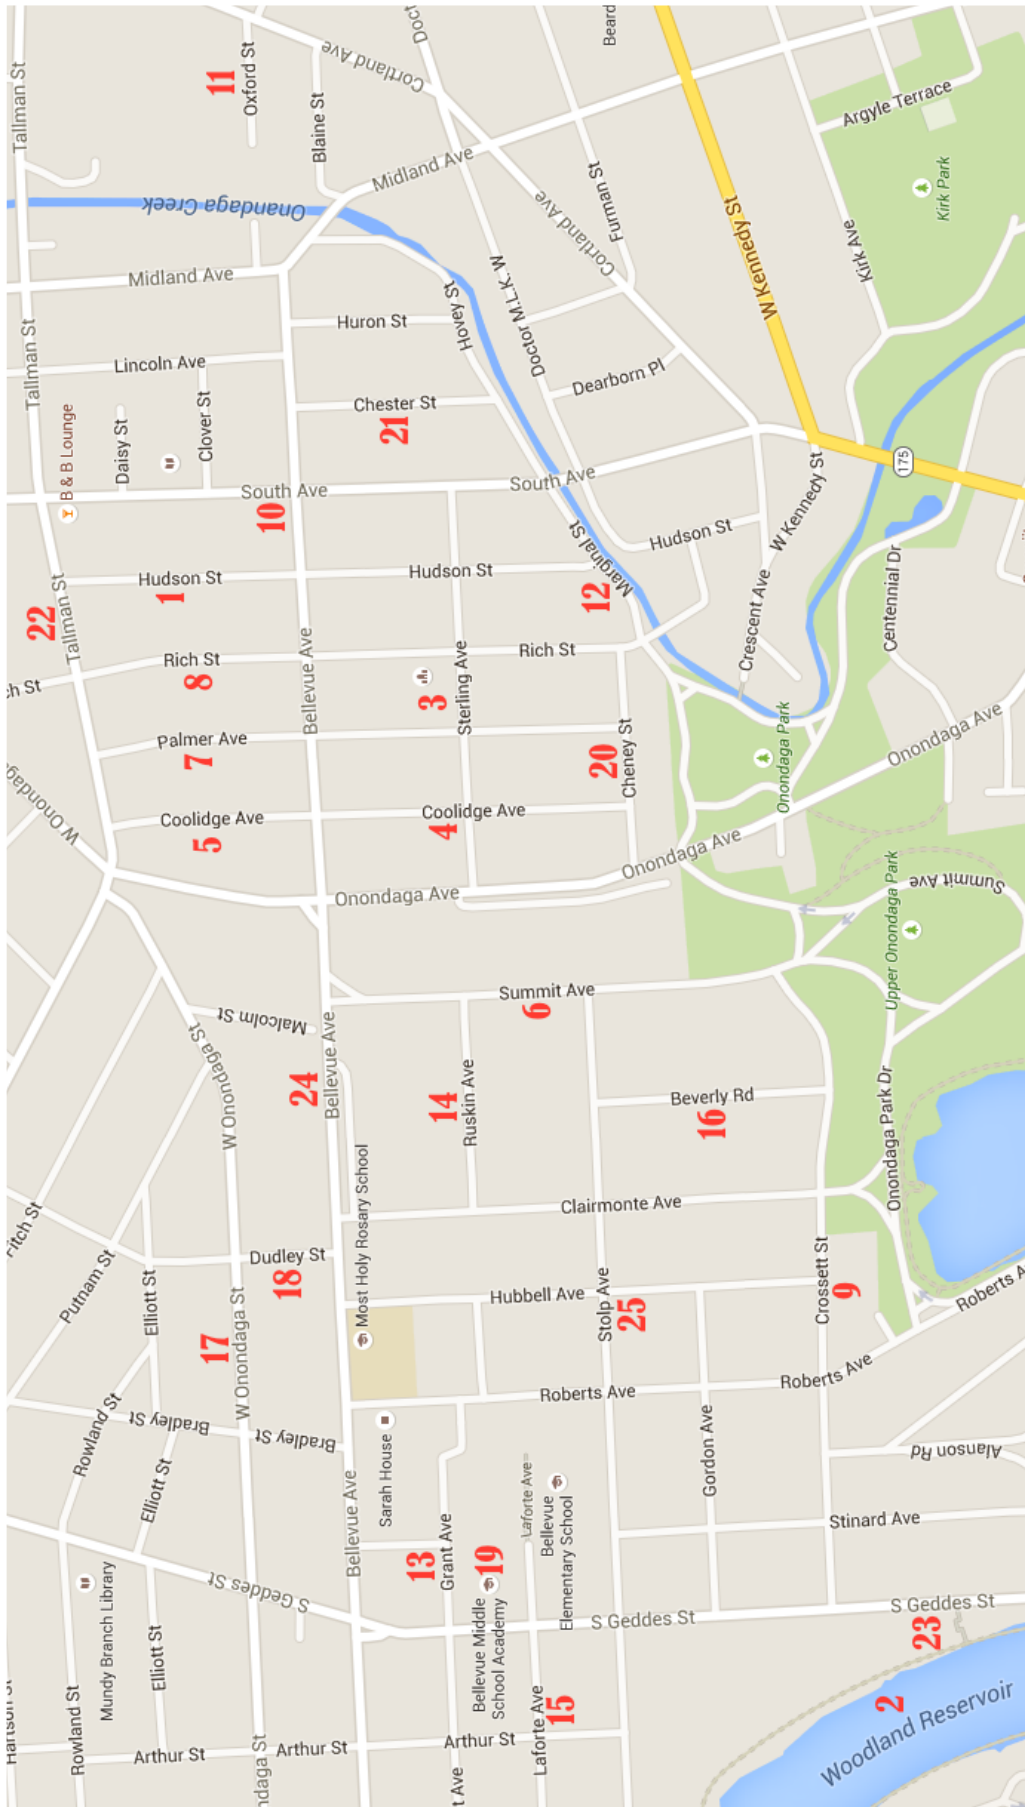 Tallman St
11
Oxford St
Blaine St
Cortland Ave
Doct
Beard
Argyle Terrace
Kirk Park
Midland Ave
Onondaga Creek
Midland Ave
Furman St
Cortland Ave
W Kennedy St
Kirk Ave
Tallman St
Lincoln Ave
Huron St
Hovey St
Doctor M.L.K. W
Dearborn Pl
B & B Lounge
Daisy St
Clover St
Chester St
21
South Ave
10
South Ave
175
W Kennedy St
Hudson St
22
Tallman St
Hudson St
1
Hudson St
Marginal St
12
Crescent Ave
Centennial Dr
ch St
Rich St
8
Bellevue Ave
3
Sterling Ave
Rich St
Palmer Ave
7
20
Cheney St
Onondaga Park
Onondaga Ave
W Onondaga
Coolidge Ave
5
Coolidge Ave
4
Onondaga Ave
Onondaga Ave
Summit Ave
Upper Onondaga Park
Summit Ave
6
Malcolm St
W Onondaga St
24
Bellevue Ave
14
Ruskin Ave
Beverly Rd
16
Onondaga Park Dr
Fitch St
Putnam St
Elliott St
Dudley St
18
Most Holy Rosary School
Clairmonte Ave
Hubbell Ave
Stolp Ave
25
Crossett St
9
Roberts A
17
W Onondaga St
Rowland St
Bradley St
Bradley St
Elliott St
Sarah House
Roberts Ave
Roberts Ave
Gordon Ave
Alanson Rd
Bellevue Ave
Laforte Ave
Bellevue
Elementary School
Stinard Ave
Mundy Branch Library
S Geddes St
13
Grant Ave
19
Bellevue Middle
School Academy
S Geddes St
S Geddes St
23
Hartson St
Rowland St
Elliott St
Arthur St
ndaga St
Arthur St
Arthur St
t Ave
Laforte Ave
15
2
Woodland Reservoir